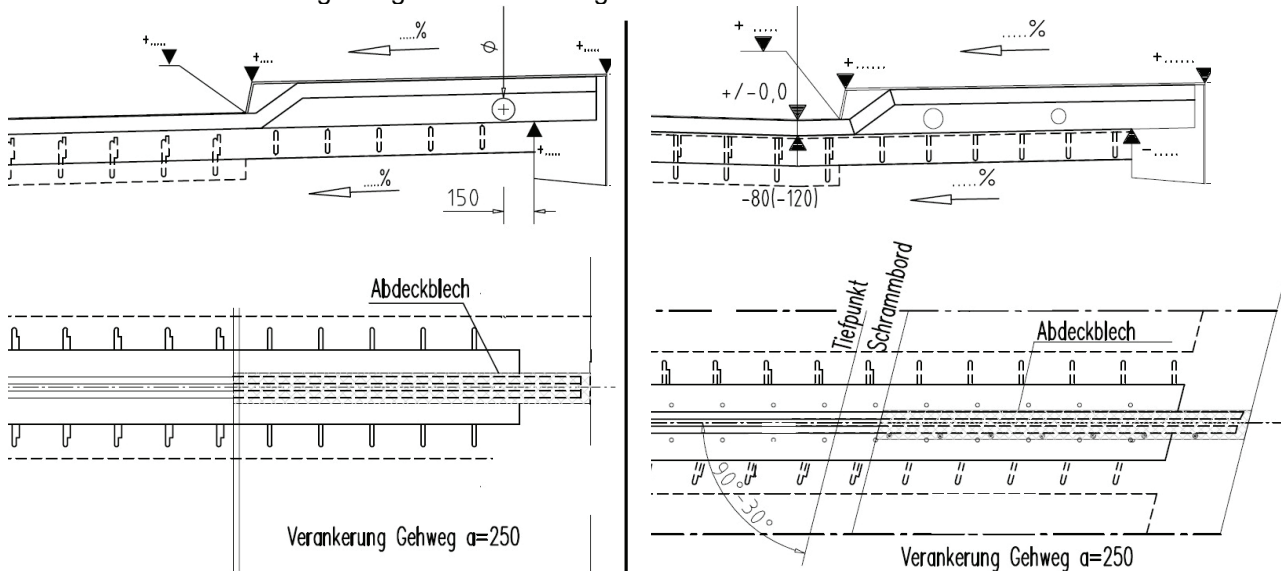 +.....
+....
.....%
Ø
+.....
+.....
.....%
150
Abdeckblech
Verankerung Gehweg a=250
+.....
+......
.....%
+......
+/-0,0
-.....
......%
-80(-120)
Tiefpunkt
Schrammbord
Abdeckblech
90°-30°
Verankerung Gehweg a=250